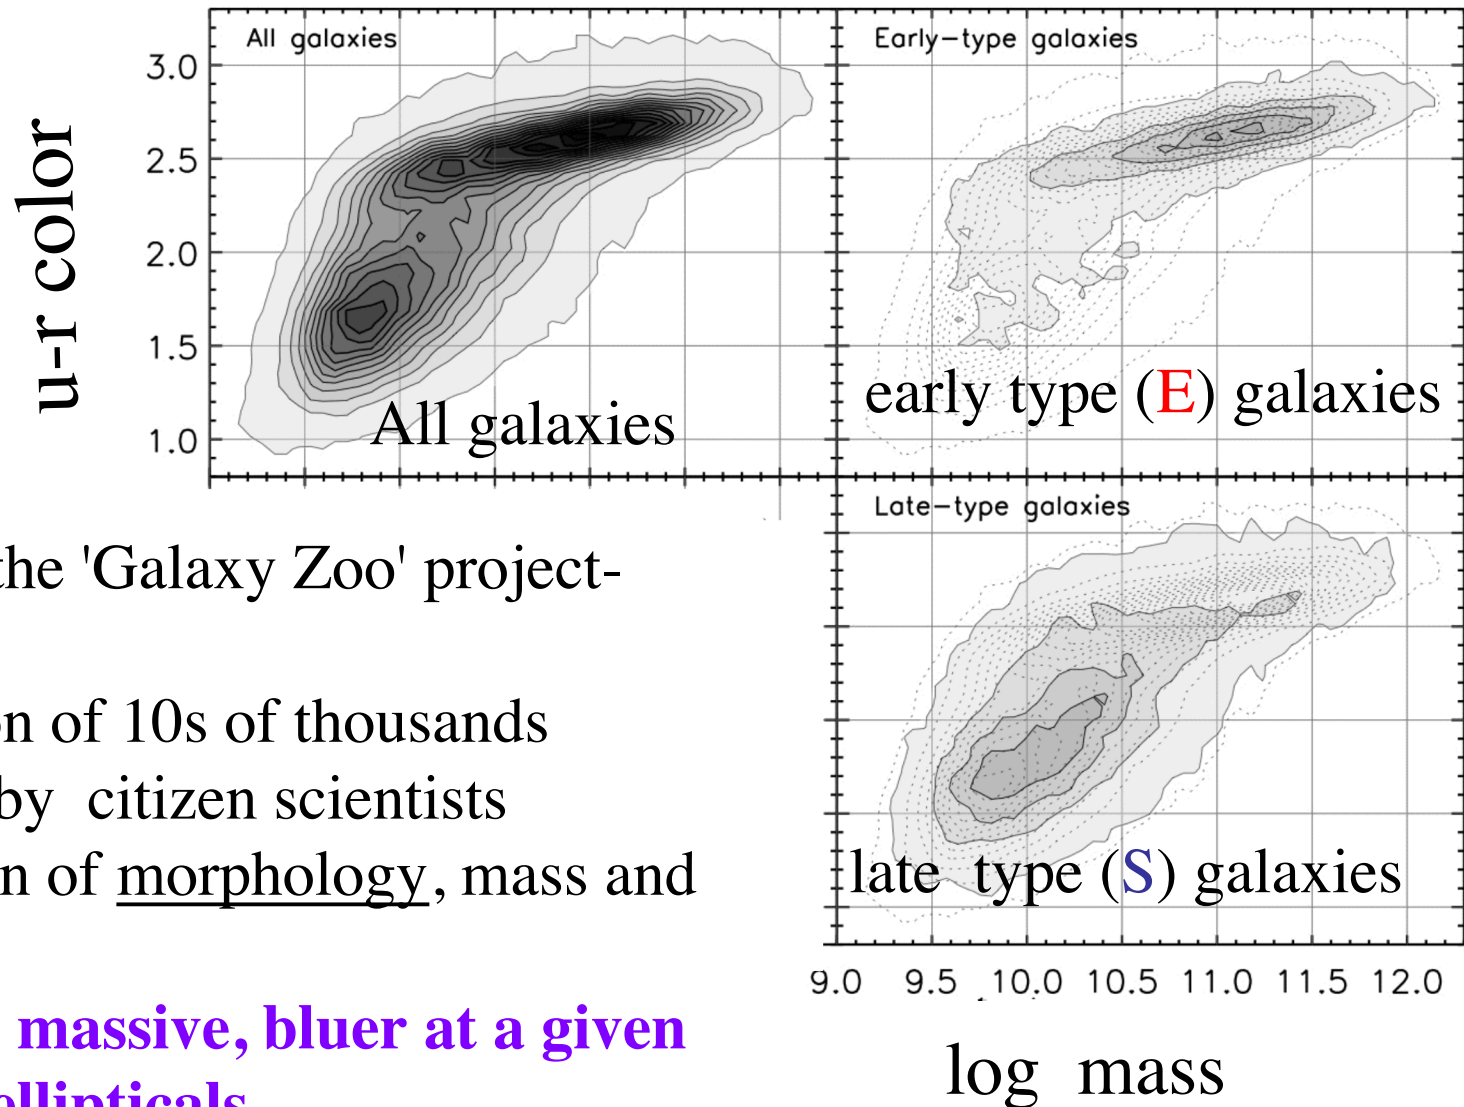 All galaxies
Early-type galaxies
3.0
2.5
2.0
1.5
1.0
u-r color
All galaxies
early type (E) galaxies
Late-type galaxies
the 'Galaxy Zoo' project-
of 10s of thousands
by citizen scientists
of morphology, mass and
late type (S) galaxies
9.0 9.5 10.0 10.5 11.0 11.5 12.0
massive, bluer at a given
log mass
ellipticals